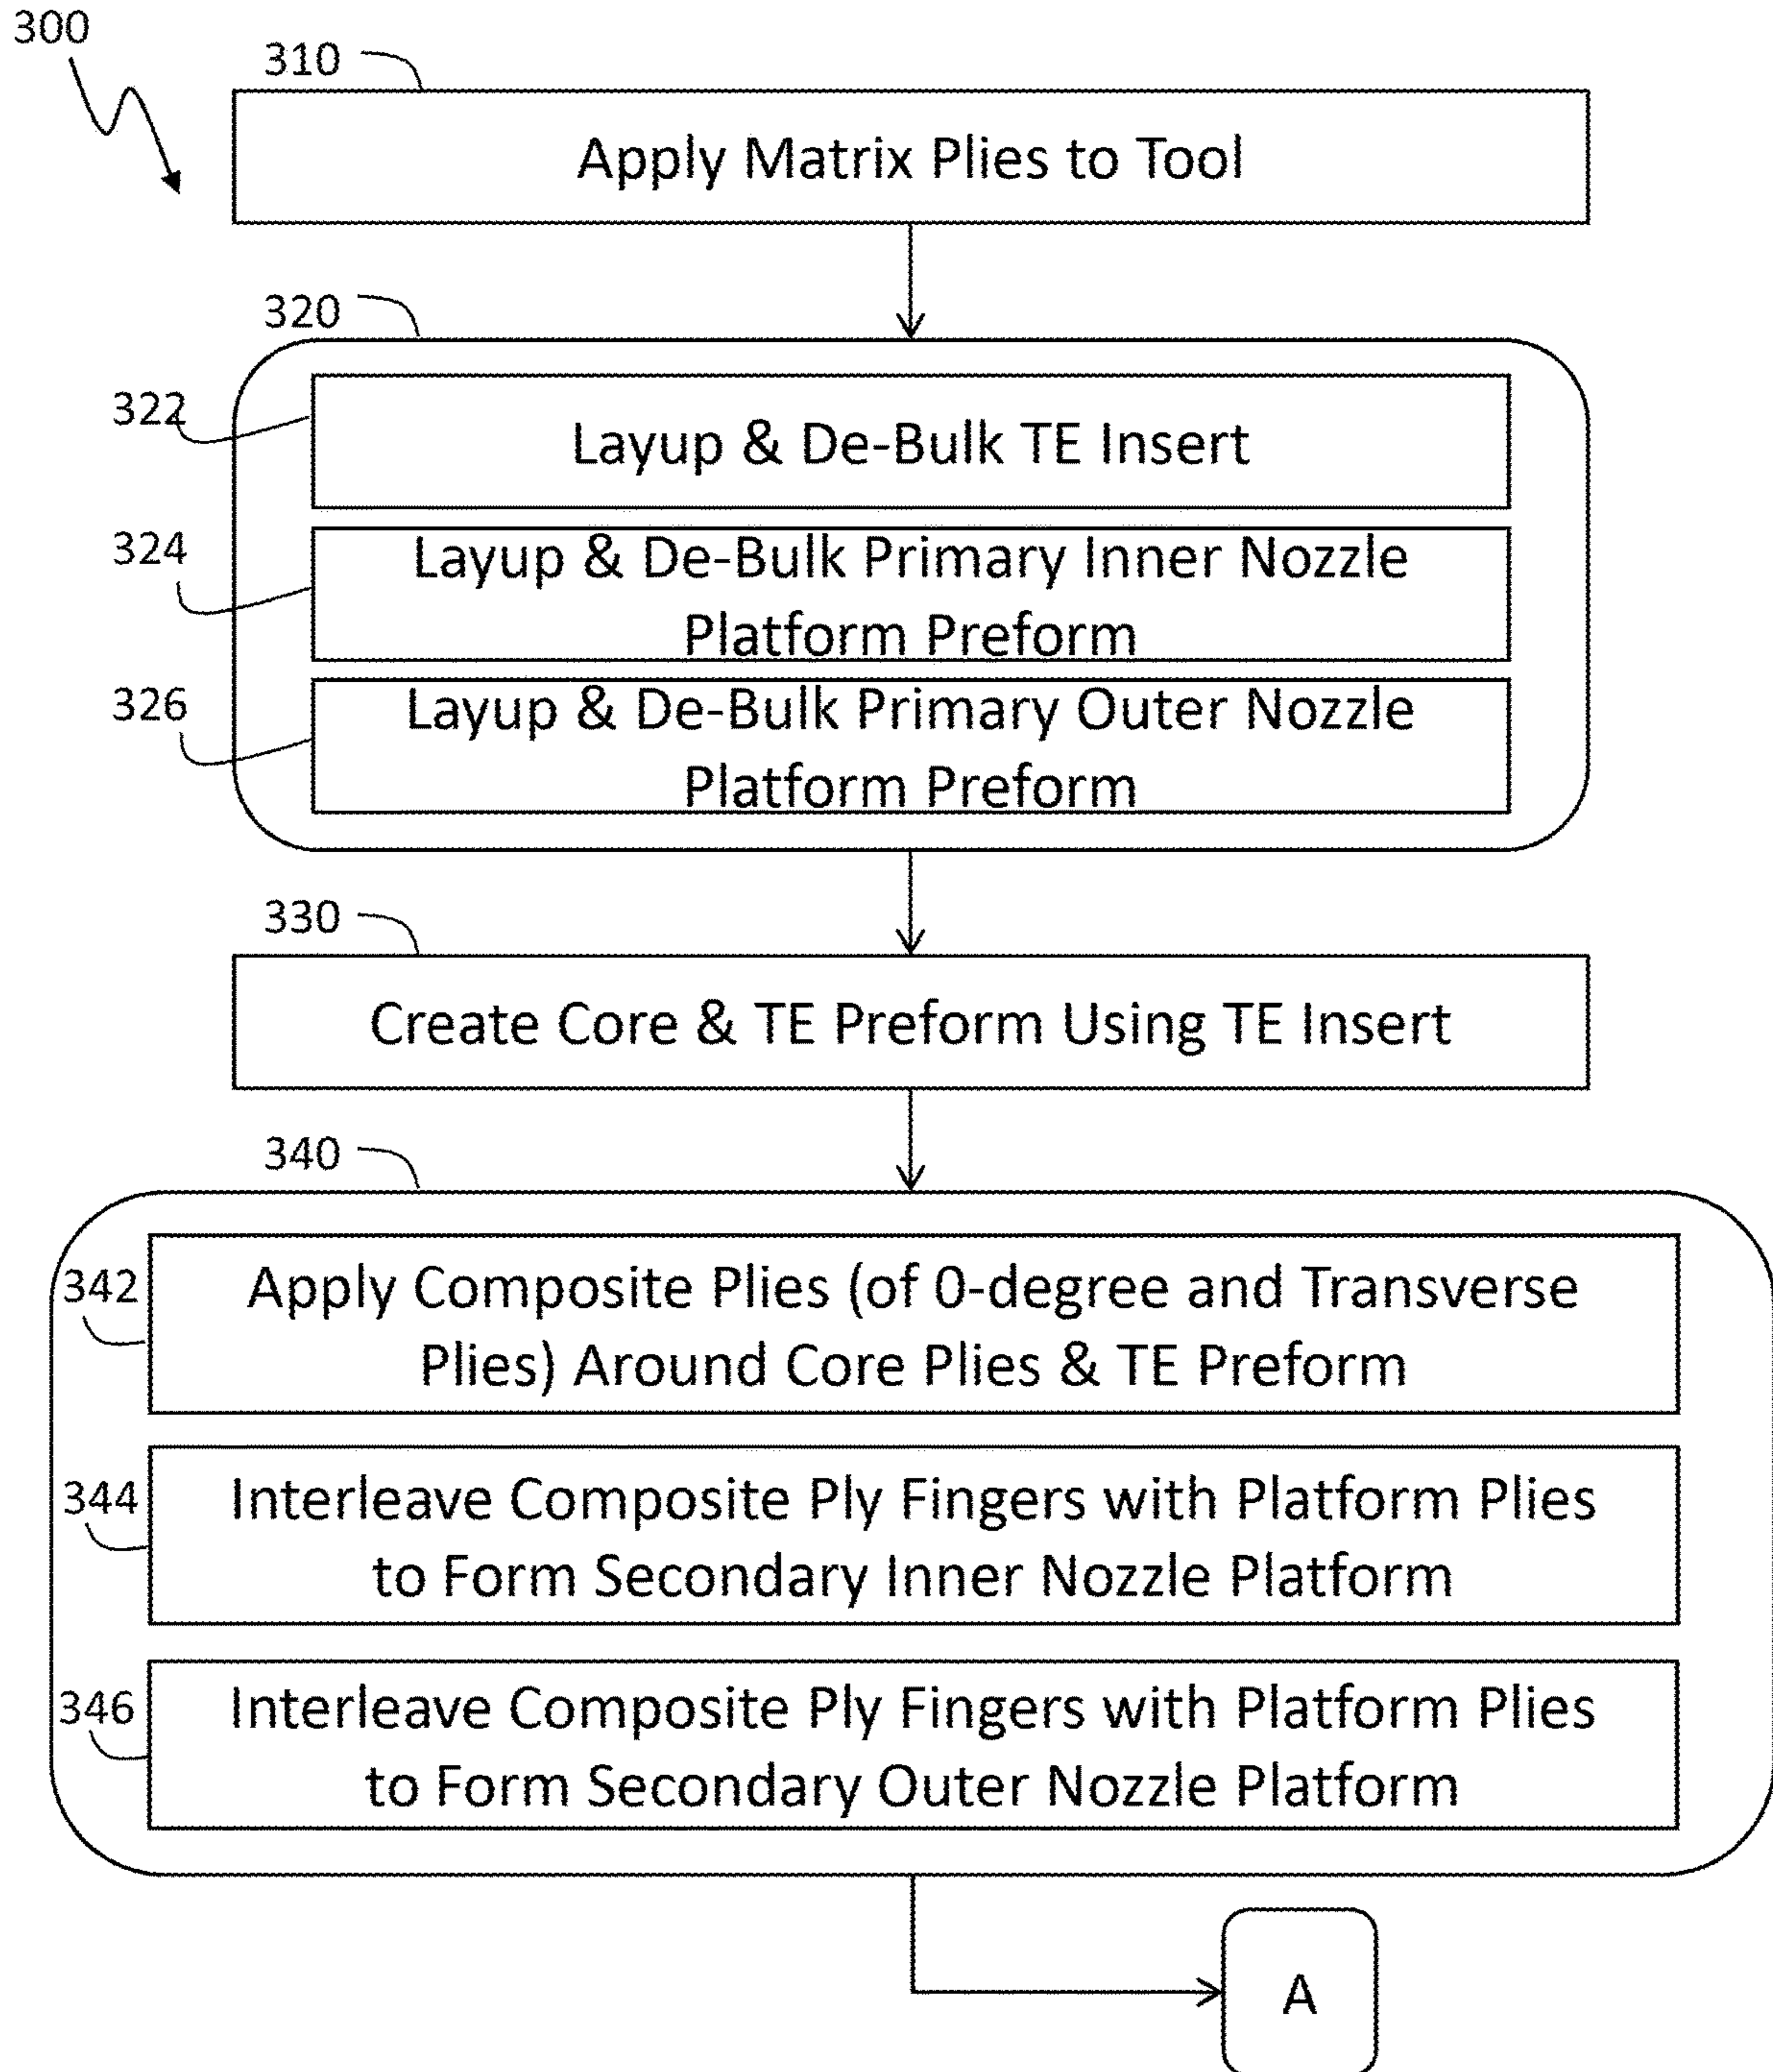 300
310
Apply Matrix Plies to Tool
320
322
Layup & De-Bulk TE Insert
324
Layup & De-Bulk Primary Inner Nozzle
Platform Preform
326
Layup & De-Bulk Primary Outer Nozzle
Platform Preform
330
Create Core & TE Preform Using TE Insert
340
342
Apply Composite Plies (of 0-degree and Transverse
Plies) Around Core Plies & TE Preform
344
Interleave Composite Ply Fingers with Platform Plies
to Form Secondary Inner Nozzle Platform
346
Interleave Composite Ply Fingers with Platform Plies
to Form Secondary Outer Nozzle Platform
A